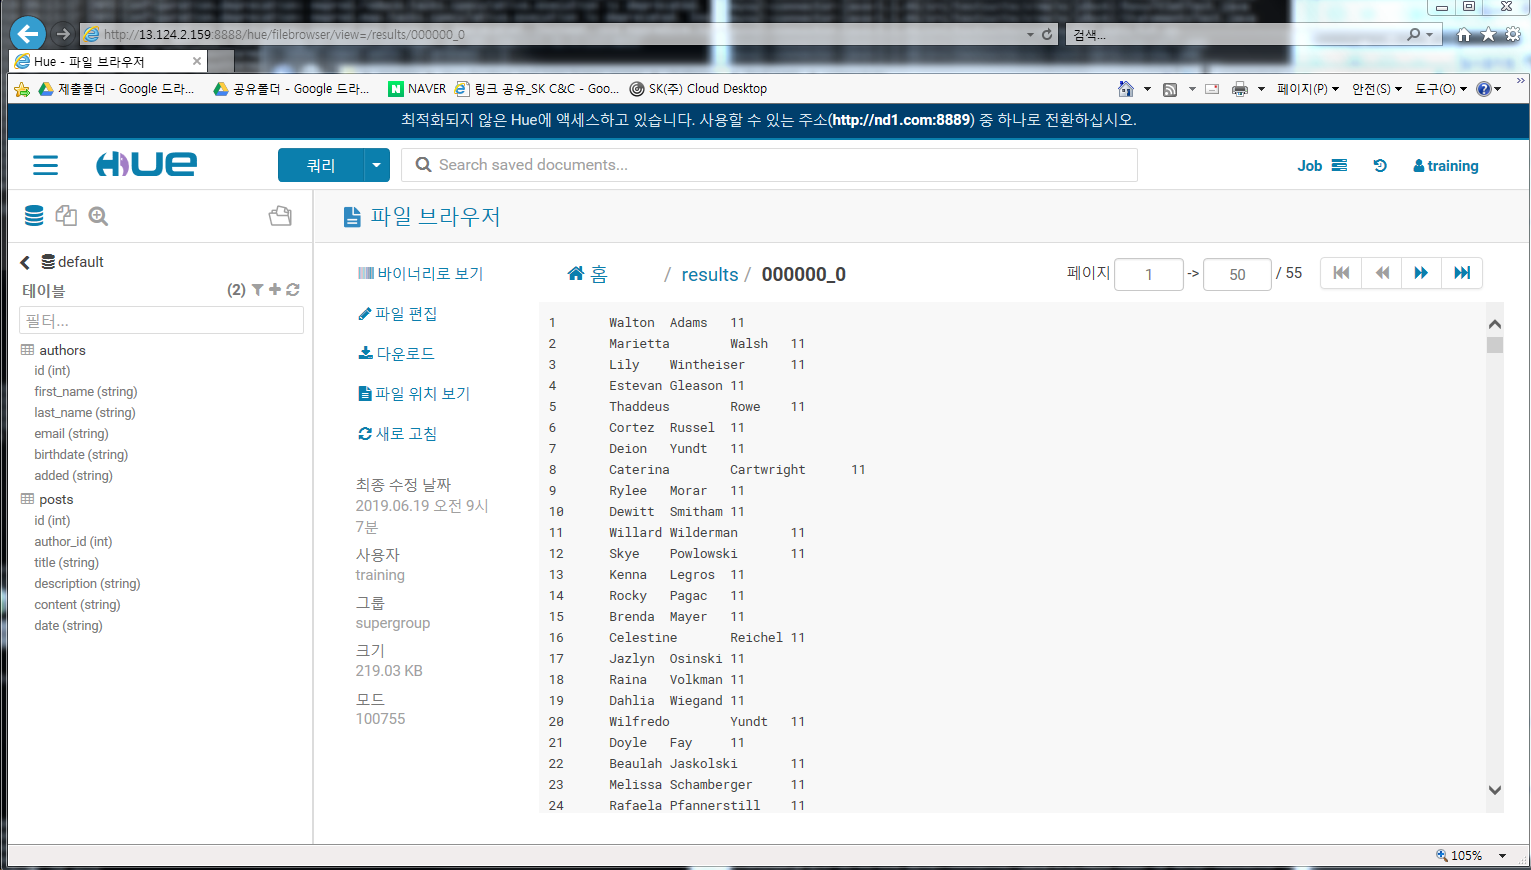 http://13.124.2.159:8888/hue/filebrowser/view=/results/000000_0
검색...
Hue - 파일 브라우저
제출폴더 - Google 드라...
공유폴더 - Google 드라...
NAVER
링크 공유_SK C&C - Goo...
SK(주) Cloud Desktop
페이지(P)
안전(S)
도구(O)
최적화되지 않은 Hue에 액세스하고 있습니다. 사용할 수 있는 주소(http://nd1.com:8889) 중 하나로 전환하십시오.
HUE
쿼리
Search saved documents...
Job
training
파일 브라우저
default
테이블 (2)
필터...
authors
id (int)
first_name (string)
last_name (string)
email (string)
birthdate (string)
added (string)
posts
id (int)
author_id (int)
title (string)
description (string)
content (string)
date (string)
바이너리로 보기
파일 편집
다운로드
파일 위치 보기
새로 고침
최종 수정 날짜
2019.06.19 오전 9시
7분
사용자
training
그룹
supergroup
크기
219.03 KB
모드
100755
홈 / results / 000000_0
페이지 1 -> 50 / 55
1 Walton Adams 11
2 Marietta Walsh 11
3 Lily Wintheiser 11
4 Estevan Gleason 11
5 Thaddeus Rowe 11
6 Cortez Russel 11
7 Deion Yundt 11
8 Caterina Cartwright 11
9 Rylee Morar 11
10 Dewitt Smitham 11
11 Willard Wilderman 11
12 Skye Powlowski 11
13 Kenna Legros 11
14 Rocky Pagac 11
15 Brenda Mayer 11
16 Celestine Reichel 11
17 Jazlyn Osinski 11
18 Raina Volkman 11
19 Dahlia Wiegand 11
20 Wilfredo Yundt 11
21 Doyle Fay 11
22 Beaulah Jaskolski 11
23 Melissa Schamberger 11
24 Rafaela Pfannerstill 11
105%